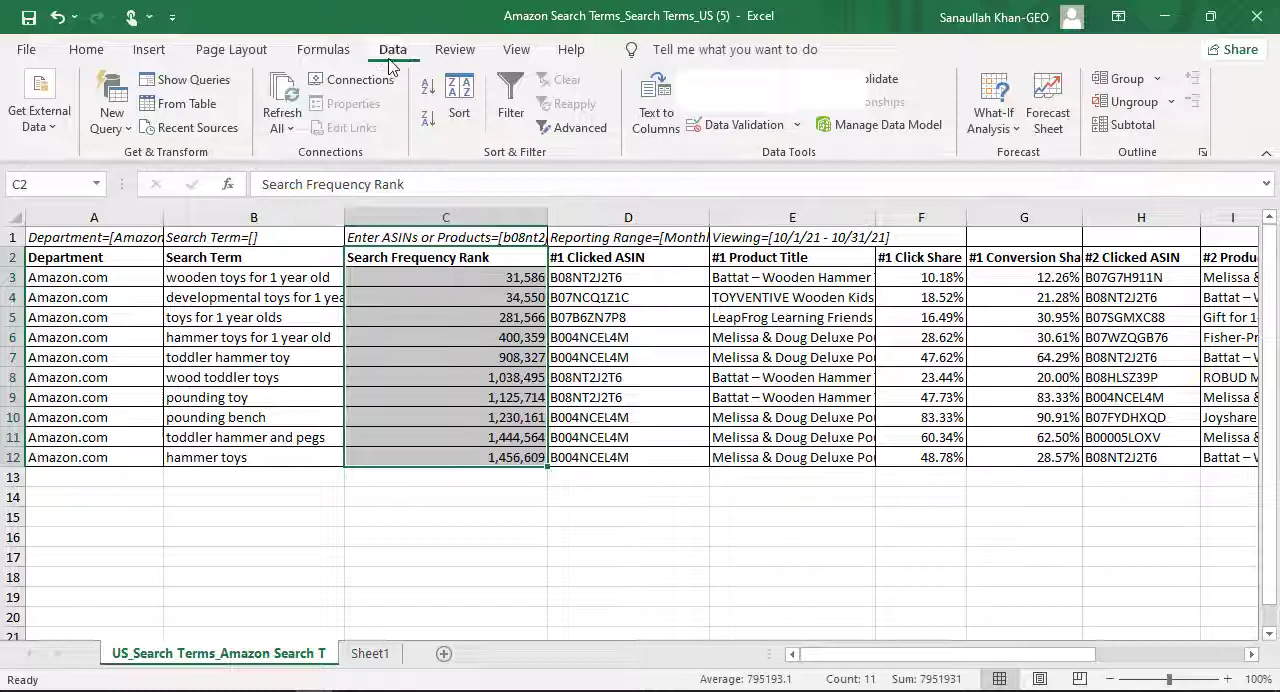 Amazon Search Terms_Search Terms_US (5) - Excel
Sanaullah Khan-GEO
File Home Insert Page Layout Formulas Data Review View Help Tell me what you want to do Share
Get External Data
New Query
Show Queries
From Table
Recent Sources
Get & Transform
Refresh All
Connections
Properties
Edit Links
Connections
Sort
Filter
Clear
Reapply
Advanced
Sort & Filter
Text to Columns
lidate
onships
Data Validation
Manage Data Model
Data Tools
What-If Analysis
Forecast Sheet
Forecast
Group
Ungroup
Subtotal
Outline
C2 fx Search Frequency Rank
A B C D E F G H I
1 Department=[Amazon Search Term=[] Enter ASINs or Products=[b08nt2j Reporting Range=[Monthl Viewing=[10/1/21 - 10/31/21]
2 Department Search Term Search Frequency Rank #1 Clicked ASIN #1 Product Title #1 Click Share #1 Conversion Sha #2 Clicked ASIN #2 Produ
3 Amazon.com wooden toys for 1 year old 31,586 B08NT2J2T6 Battat – Wooden Hammer 10.18% 12.26% B07G7H911N Melissa &
4 Amazon.com developmental toys for 1 yea 34,550 B07NCQ1Z1C TOYVENTIVE Wooden Kids 18.52% 21.28% B08NT2J2T6 Battat – W
5 Amazon.com toys for 1 year olds 281,566 B07B6ZN7P8 LeapFrog Learning Friends 16.49% 30.95% B07SGMXC88 Gift for 1-
6 Amazon.com hammer toys for 1 year old 400,359 B004NCEL4M Melissa & Doug Deluxe Po 28.62% 30.61% B07WZQGB76 Fisher-Pr
7 Amazon.com toddler hammer toy 908,327 B004NCEL4M Melissa & Doug Deluxe Po 47.62% 64.29% B08NT2J2T6 Battat – W
8 Amazon.com wood toddler toys 1,038,495 B08NT2J2T6 Battat – Wooden Hammer 23.44% 20.00% B08HLSZ39P ROBUD M
9 Amazon.com pounding toy 1,125,714 B08NT2J2T6 Battat – Wooden Hammer 47.73% 83.33% B004NCEL4M Melissa &
10 Amazon.com pounding bench 1,230,161 B004NCEL4M Melissa & Doug Deluxe Po 83.33% 90.91% B07FYDHXQD Joyshare
11 Amazon.com toddler hammer and pegs 1,444,564 B004NCEL4M Melissa & Doug Deluxe Po 60.34% 62.50% B00005LOXV Melissa &
12 Amazon.com hammer toys 1,456,609 B004NCEL4M Melissa & Doug Deluxe Po 48.78% 28.57% B08NT2J2T6 Battat – W
13
14
15
16
17
18
19
20
21
US_Search Terms_Amazon Search T Sheet1
Ready Average: 795193.1 Count: 11 Sum: 7951931 100%